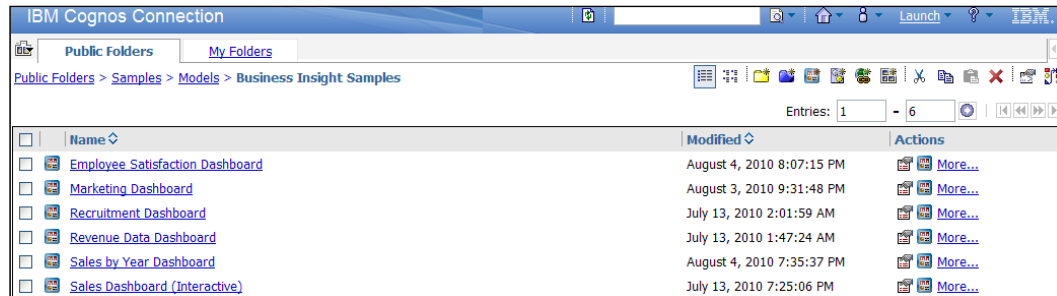 IBM Cognos Connection
Launch
IBM.
Public Folders
My Folders
Public Folders > Samples > Models > Business Insight Samples
Entries: 1 - 6
Name Modified Actions
Employee Satisfaction Dashboard August 4, 2010 8:07:15 PM More...
Marketing Dashboard August 3, 2010 9:31:48 PM More...
Recruitment Dashboard July 13, 2010 2:01:59 AM More...
Revenue Data Dashboard July 13, 2010 1:47:24 AM More...
Sales by Year Dashboard August 4, 2010 7:35:37 PM More...
Sales Dashboard (Interactive) July 13, 2010 7:25:06 PM More...